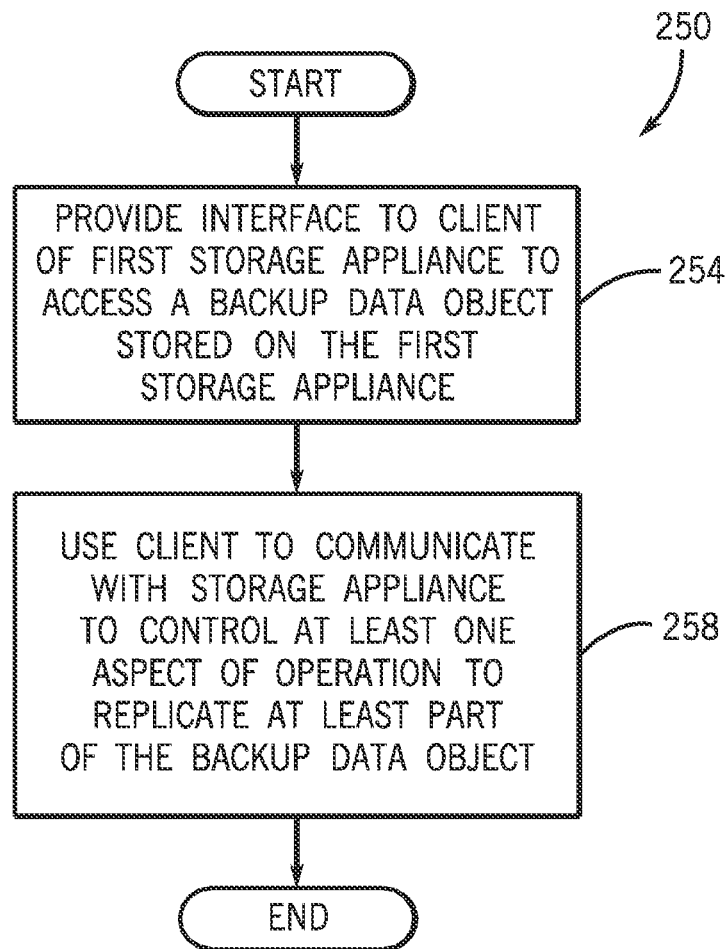 250
START
PROVIDE INTERFACE TO CLIENT
OF FIRST STORAGE APPLIANCE TO
ACCESS A BACKUP DATA OBJECT
STORED ON THE FIRST
STORAGE APPLIANCE
254
USE CLIENT TO COMMUNICATE
WITH STORAGE APPLIANCE
TO CONTROL AT LEAST ONE
ASPECT OF OPERATION TO
REPLICATE AT LEAST PART
OF THE BACKUP DATA OBJECT
258
END